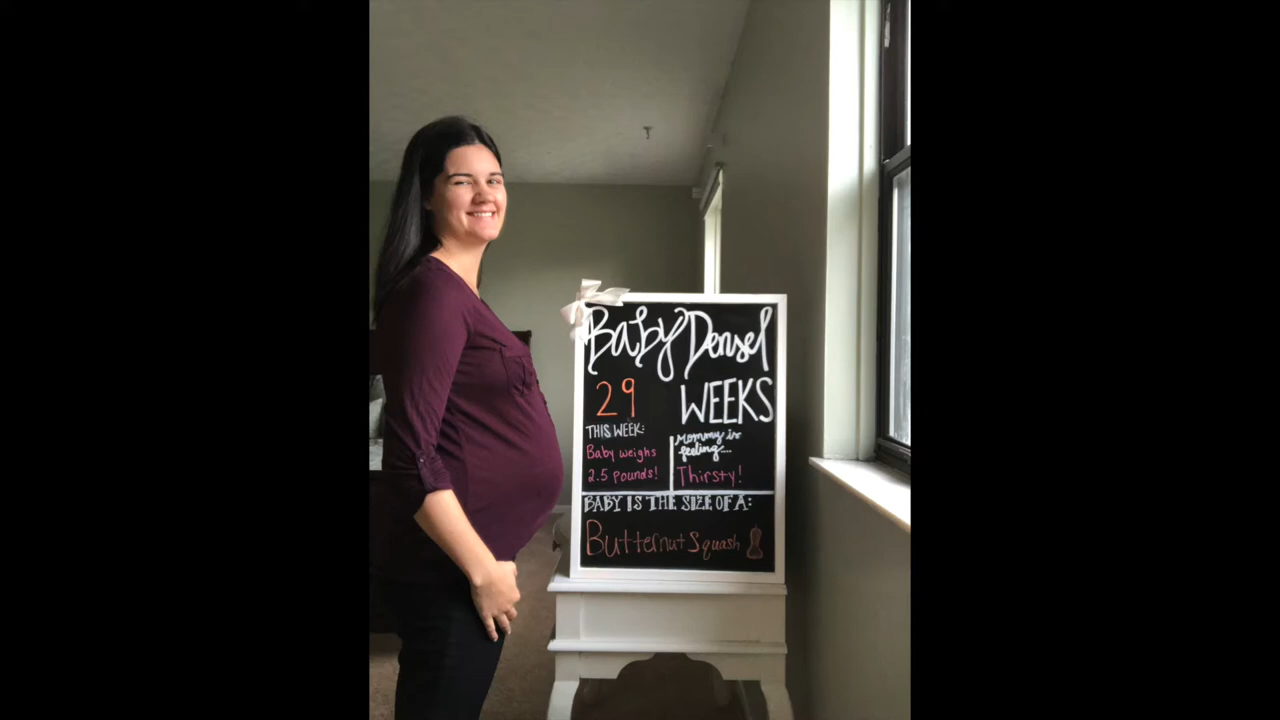 Baby Densel
29 WEEKS
THIS WEEK:
Baby weighs
2.5 pounds!
Mommy is
feeling....
Thirsty!
BABY IS THE SIZE OF A:
Butternut Squash